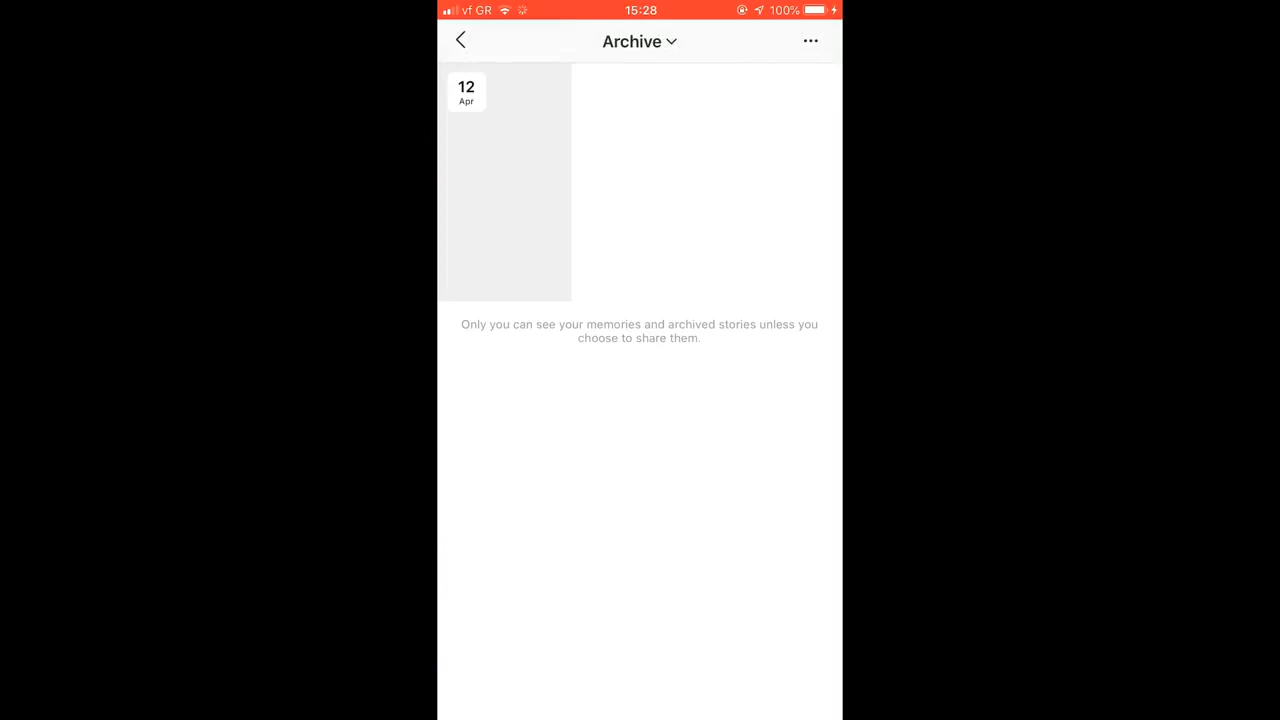 vf GR 15:28 100%
Archive
12
Apr
Only you can see your memories and archived stories unless you
choose to share them.